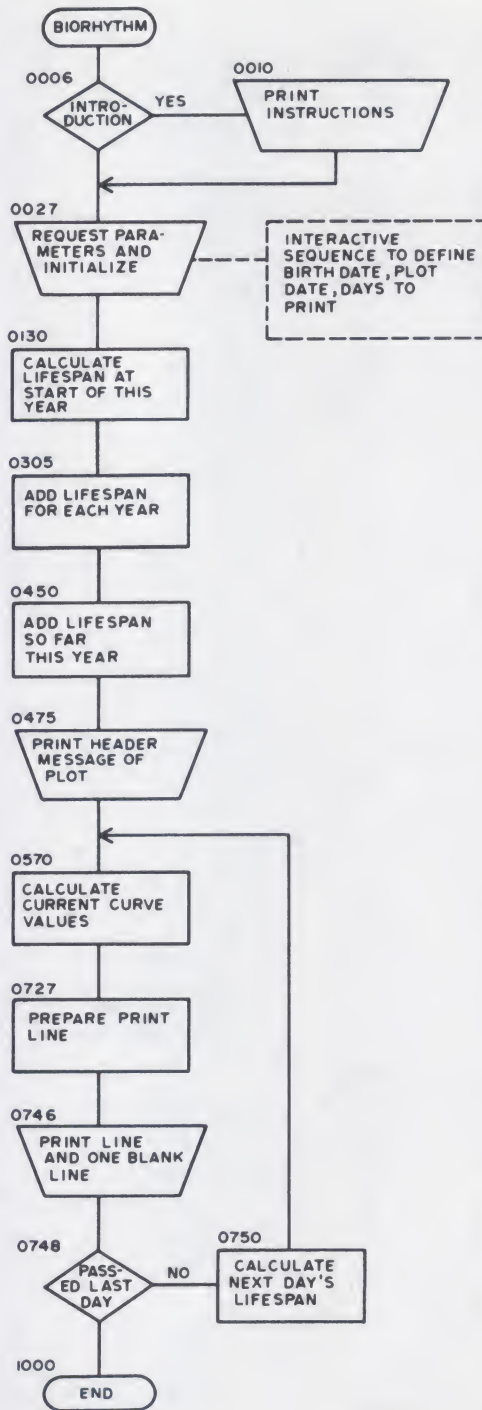 BIORHYTHM
0006
INTRO-
DUCTION
YES
0010
PRINT
INSTRUCTIONS
0027
REQUEST PARA-
METERS AND
INITIALIZE
INTERACTIVE
SEQUENCE TO DEFINE
BIRTH DATE, PLOT
DATE, DAYS TO
PRINT
0130
CALCULATE
LIFESPAN AT
START OF THIS
YEAR
0305
ADD LIFESPAN
FOR EACH YEAR
0450
ADD LIFESPAN
SO FAR
THIS YEAR
0475
PRINT HEADER
MESSAGE OF
PLOT
0570
CALCULATE
CURRENT CURVE
VALUES
0727
PREPARE PRINT
LINE
0746
PRINT LINE
AND ONE BLANK
LINE
0748
PASS-
ED LAST
DAY
NO
0750
CALCULATE
NEXT DAY'S
LIFESPAN
1000
END